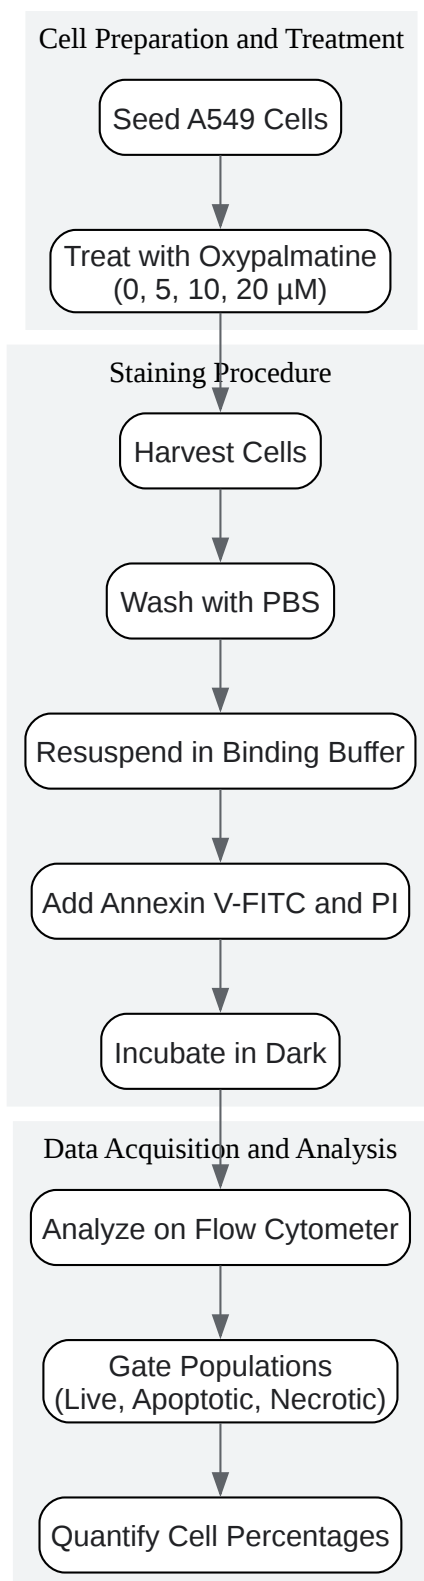 Cell Preparation and Treatment
Seed A549 Cells
Treat with Oxypalmatine
(0, 5, 10, 20 µM)
Staining Procedure
Harvest Cells
Wash with PBS
Resuspend in Binding Buffer
Add Annexin V-FITC and PI
Incubate in Dark
Data Acquisition and Analysis
Analyze on Flow Cytometer
Gate Populations
(Live, Apoptotic, Necrotic)
Quantify Cell Percentages